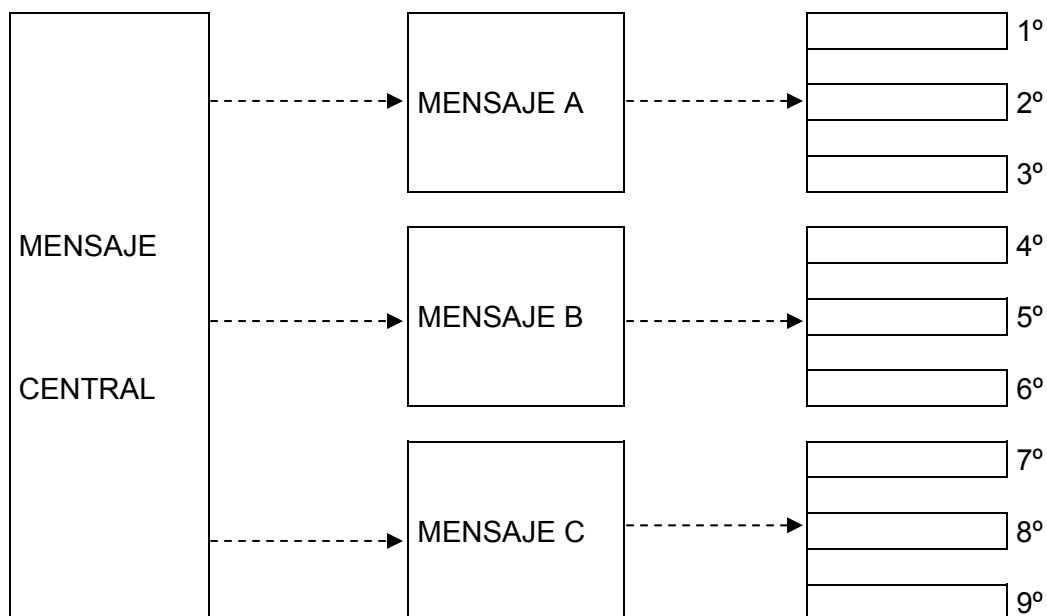 1º
MENSAJE A
2º
3º
MENSAJE
4º
MENSAJE B
5º
CENTRAL
6º
7º
MENSAJE C
8º
9º